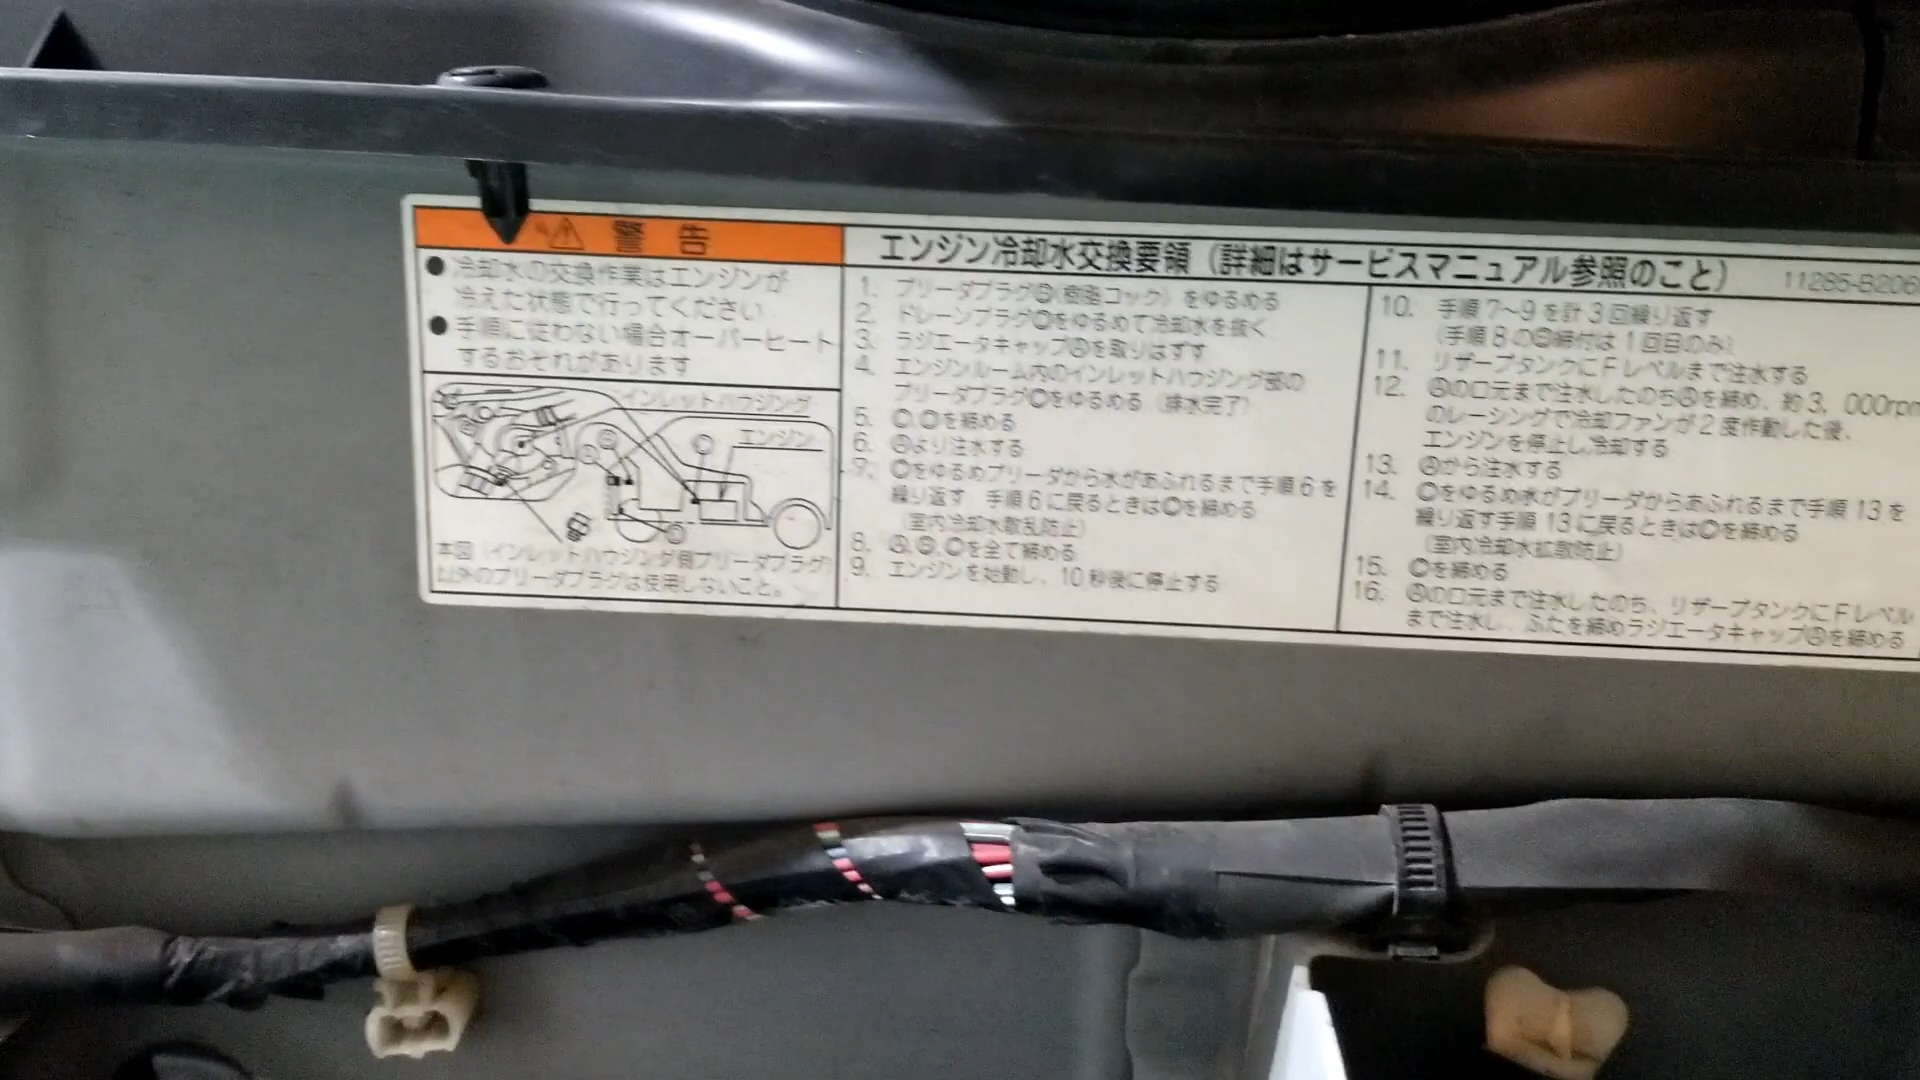 警告
●冷却水の交換作業はエンジンが
冷えた状態で行ってください
●手順に従わない場合オーバーヒート
するおそれがあります
インレットハウジング
エンジン
本図(インレットハウジング側ブリーダプラグ)
以外のブリーダプラグは使用しないこと。
エンジン冷却水交換要領(詳細はサービスマニュアル参照のこと)
11285-B206
1. ブリーダプラグ(樹脂コック)をゆるめる
2. ドレーンプラグをゆるめて冷却水を抜く
3. ラジエータキャップⒶを取りはずす
4. エンジンルーム内のインレットハウジング部の
ブリーダプラグをゆるめる(排水完了)
5. を締める
6. Ⓐより注水する
7. をゆるめブリーダから水があふれるまで手順6を
繰り返す 手順6に戻るときはを締める
(室内冷却水散乱防止)
8. を全て締める
9. エンジンを始動し、10秒後に停止する
10. 手順7〜9を計3回繰り返す
(手順8の締付は1回目のみ)
11. リザーブタンクにFレベルまで注水する
12. Ⓐの口元まで注水したのちⒶを締め、約3,000rpm
のレーシングで冷却ファンが2度作動した後、
エンジンを停止し冷却する
13. Ⓐから注水する
14. をゆるめ水がブリーダからあふれるまで手順13を
繰り返す手順13に戻るときはを締める
(室内冷却水拡散防止)
15. を締める
16. Ⓐの口元まで注水したのち、リザーブタンクにFレベル
まで注水し、ふたを締めラジエータキャップⒶを締める